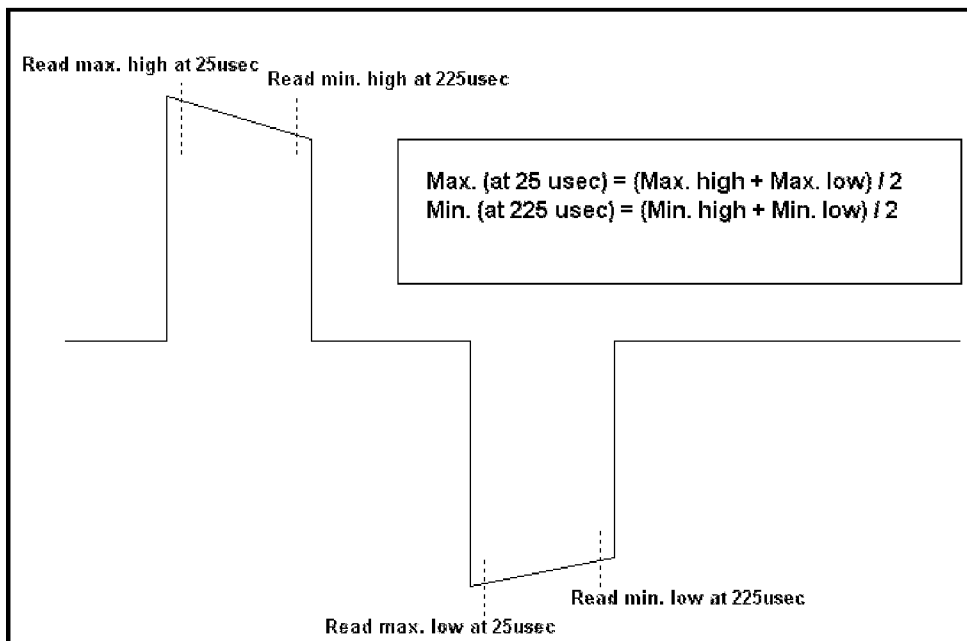 Read max. high at 25usec
Read min. high at 225usec
Max. (at 25 usec) = (Max. high + Max. low) / 2
Min. (at 225 usec) = (Min. high + Min. low) / 2
Read min. low at 225usec
Read max. low at 25usec